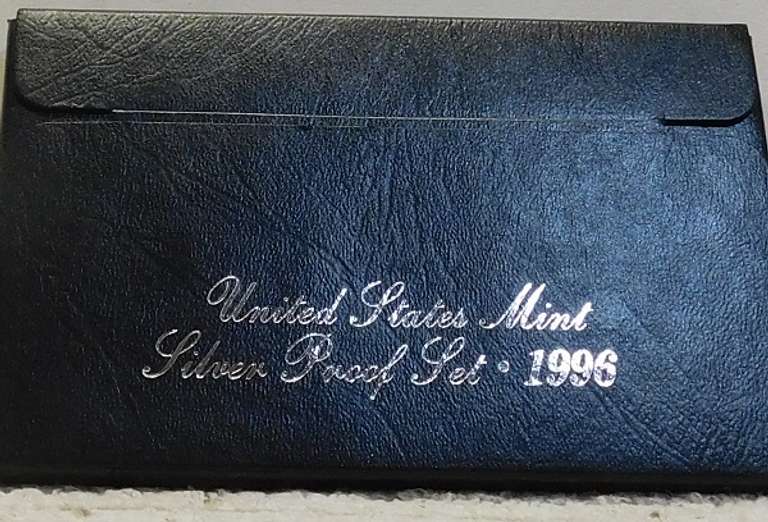 United States Mint
Silver Proof Set • 1996